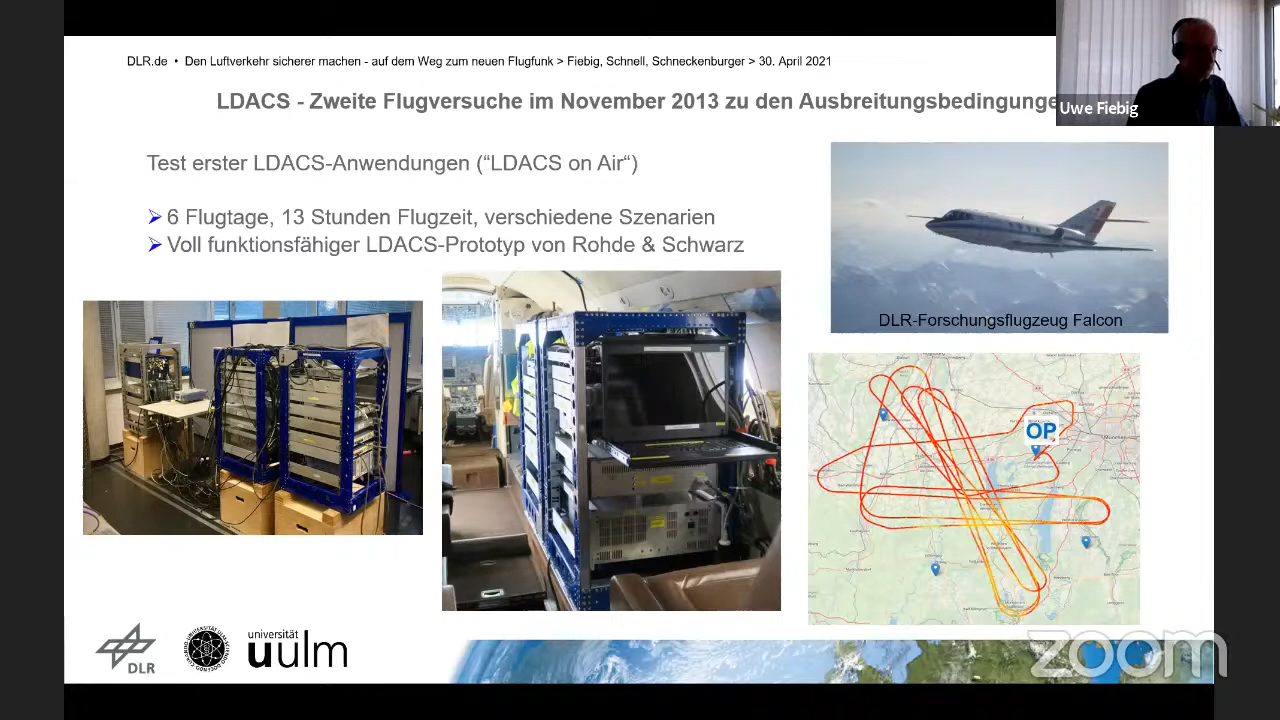 DLR.de • Den Luftverkehr sicherer machen - auf dem Weg zum neuen Flugfunk > Fiebig, Schnell, Schneckenburger > 30. April 2021
LDACS - Zweite Flugversuche im November 2013 zu den Ausbreitungsbedingunge
Uwe Fiebig
Test erster LDACS-Anwendungen (“LDACS on Air“)
➢ 6 Flugtage, 13 Stunden Flugzeit, verschiedene Szenarien
➢ Voll funktionsfähiger LDACS-Prototyp von Rohde & Schwarz
DLR-Forschungsflugzeug Falcon
OP
DLR
universität
uulm
zoom